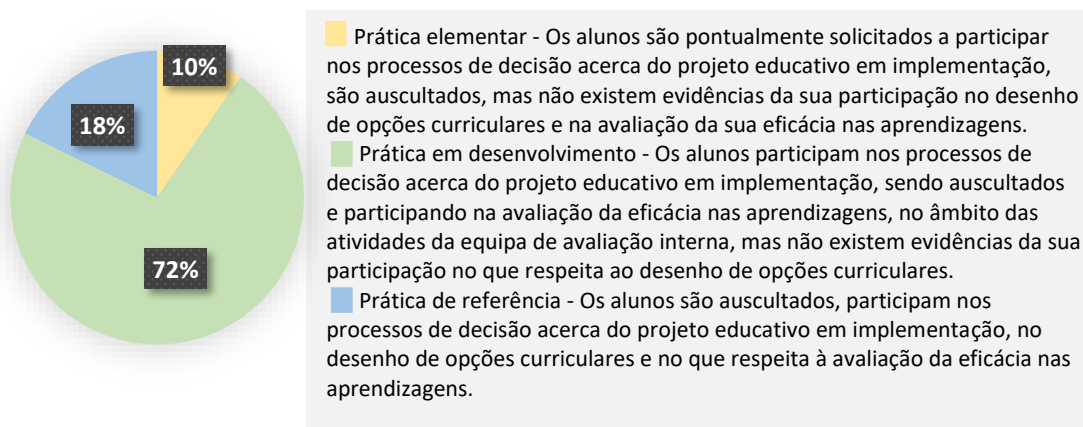 10%
18%
72%
Prática elementar - Os alunos são pontualmente solicitados a participar
nos processos de decisão acerca do projeto educativo em implementação,
são auscultados, mas não existem evidências da sua participação no desenho
de opções curriculares e na avaliação da sua eficácia nas aprendizagens.
Prática em desenvolvimento - Os alunos participam nos processos de
decisão acerca do projeto educativo em implementação, sendo auscultados
e participando na avaliação da eficácia nas aprendizagens, no âmbito das
atividades da equipa de avaliação interna, mas não existem evidências da sua
participação no que respeita ao desenho de opções curriculares.
Prática de referência - Os alunos são auscultados, participam nos
processos de decisão acerca do projeto educativo em implementação, no
desenho de opções curriculares e no que respeita à avaliação da eficácia nas
aprendizagens.